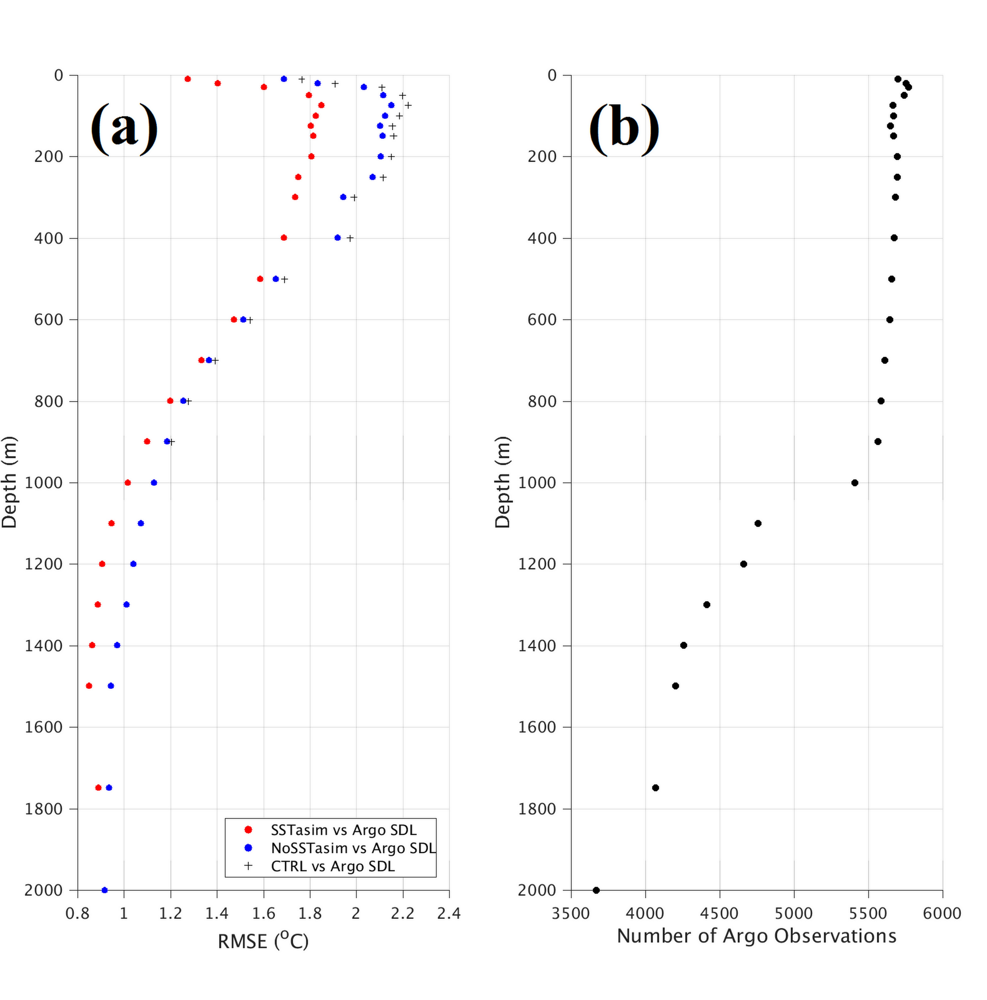 (a)
0
200
400
600
800
1000
1200
1400
1600
1800
2000
Depth (m)
0.8 1 1.2 1.4 1.6 1.8 2 2.2 2.4
RMSE (°C)
SSTasim vs Argo SDL
NoSSTasim vs Argo SDL
CTRL vs Argo SDL
(b)
0
200
400
600
800
1000
1200
1400
1600
1800
2000
Depth (m)
3500 4000 4500 5000 5500 6000
Number of Argo Observations